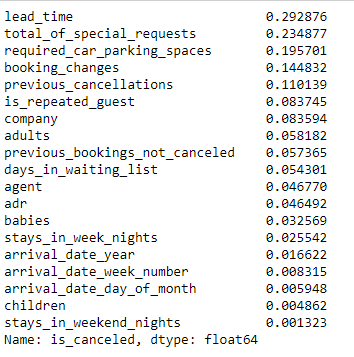 lead_time 0.292876
total_of_special_requests 0.234877
required_car_parking_spaces 0.195701
booking_changes 0.144832
previous_cancellations 0.110139
is_repeated_guest 0.083745
company 0.083594
adults 0.058182
previous_bookings_not_canceled 0.057365
days_in_waiting_list 0.054301
agent 0.046770
adr 0.046492
babies 0.032569
stays_in_week_nights 0.025542
arrival_date_year 0.016622
arrival_date_week_number 0.008315
arrival_date_day_of_month 0.005948
children 0.004862
stays_in_weekend_nights 0.001323
Name: is_canceled, dtype: float64